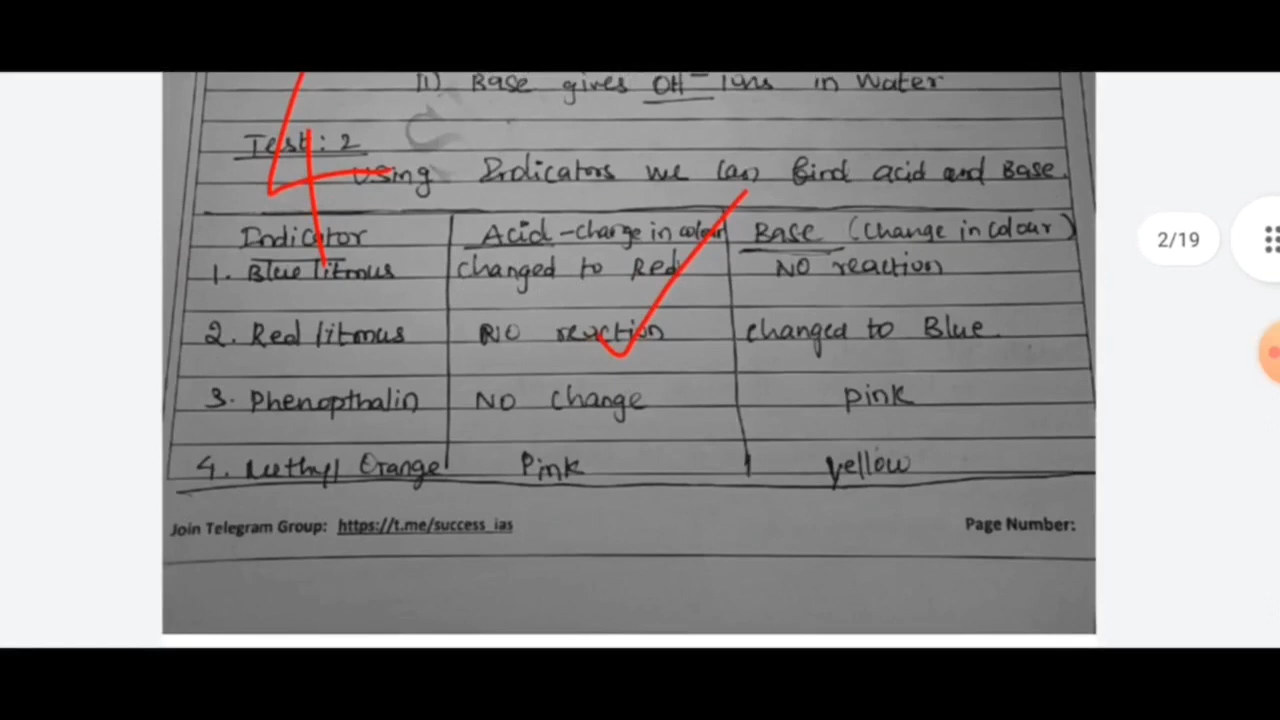 II) Base gives OH⁻ Ions in Water
Test: 2
Using Indicators we can find acid and Base.
Indicator Acid - change in colour Base (Change in Colour)
1. Blue litmus changed to Red NO reaction
2. Red litmus NO reaction changed to Blue.
3. Phenopthalin NO change pink
4. Methyl Orange Pink yellow
Join Telegram Group: https://t.me/success_ias Page Number:
2/19
4